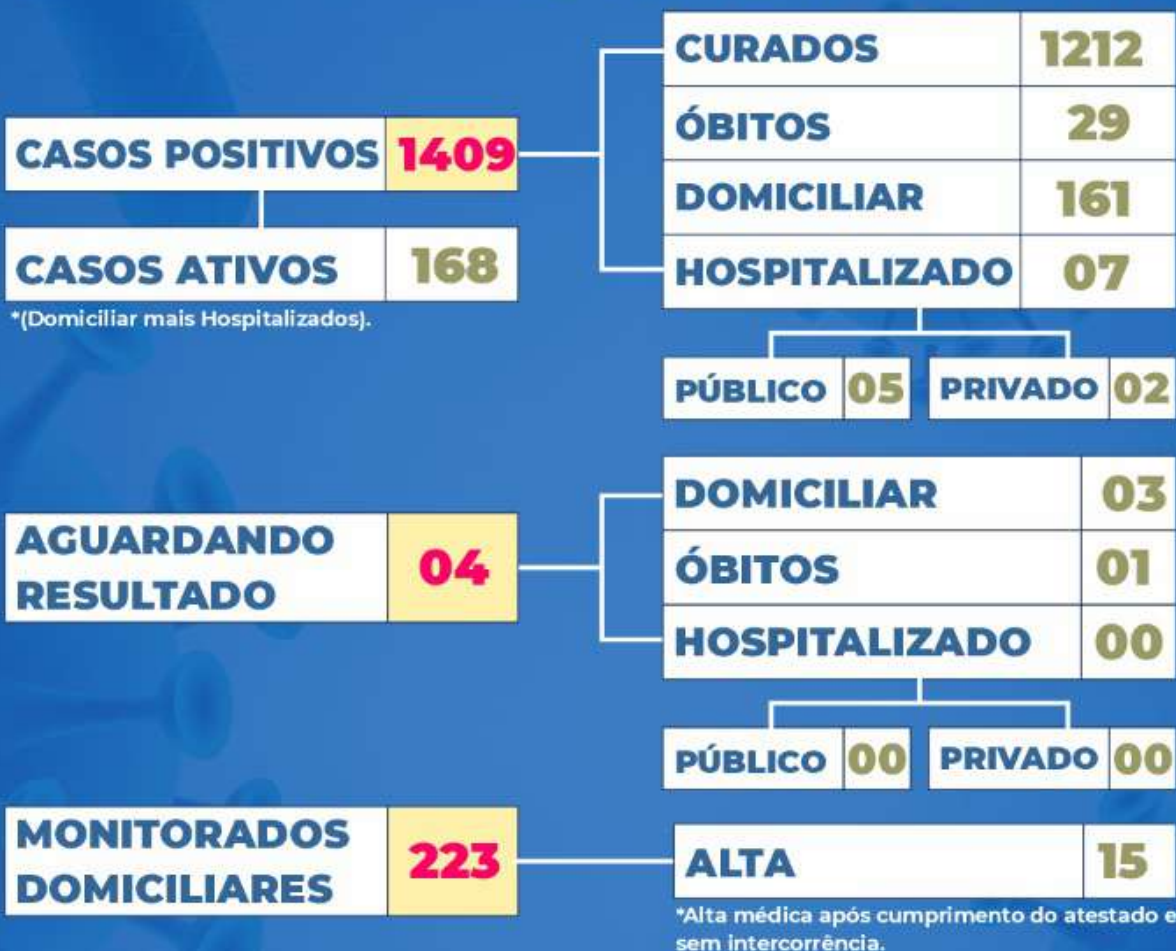 CASOS POSITIVOS 1409
CASOS ATIVOS 168
*(Domiciliar mais Hospitalizados).
CURADOS 1212
ÓBITOS 29
DOMICILIAR 161
HOSPITALIZADO 07
PÚBLICO 05 PRIVADO 02
AGUARDANDO
RESULTADO 04
DOMICILIAR 03
ÓBITOS 01
HOSPITALIZADO 00
PÚBLICO 00 PRIVADO 00
MONITORADOS
DOMICILIARES 223
ALTA 15
*Alta médica após cumprimento do atestado e
sem intercorrência.